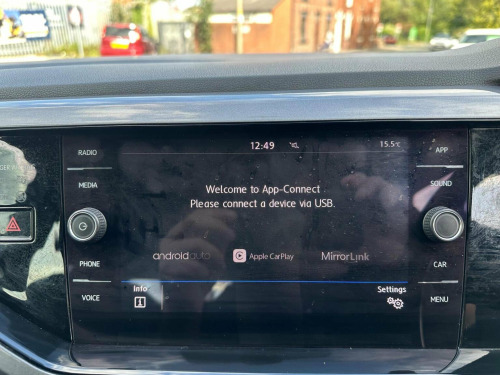 12:49
15.5°C
RADIO
APP
MEDIA
SOUND
Welcome to App-Connect
Please connect a device via USB.
androidauto
Apple CarPlay
MirrorLink
PHONE
CAR
Info
Settings
VOICE
MENU